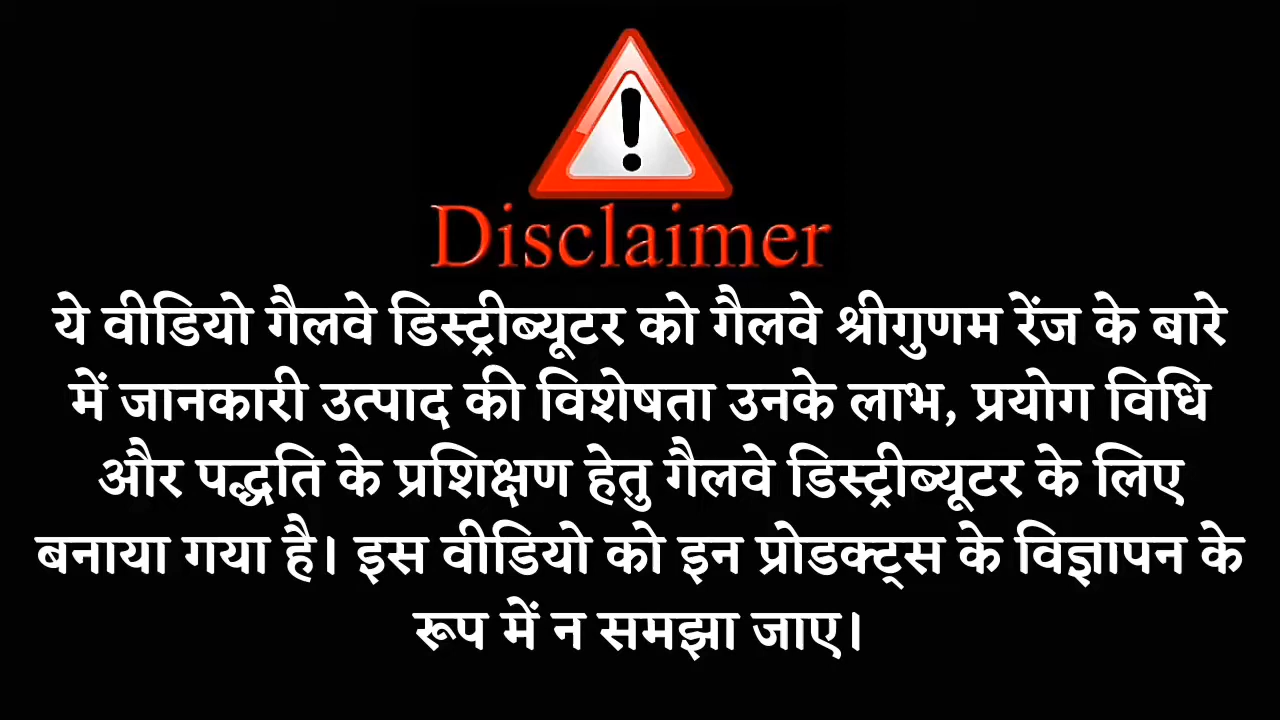 Disclaimer
ये वीडियो गैलवे डिस्ट्रीब्यूटर को गैलवे श्रीगुणम रेंज के बारे
में जानकारी उत्पाद की विशेषता उनके लाभ, प्रयोग विधि
और पद्धति के प्रशिक्षण हेतु गैलवे डिस्ट्रीब्यूटर के लिए
बनाया गया है। इस वीडियो को इन प्रोडक्ट्स के विज्ञापन के
रूप में न समझा जाए।